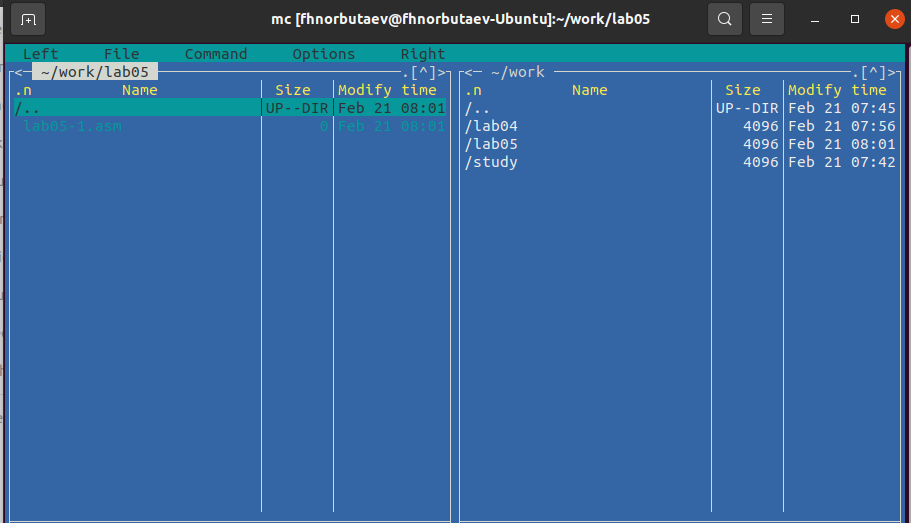 mc [fhnorbutaev@fhnorbutaev-Ubuntu]:~/work/lab05
Left File Command Options Right
<─ ~/work/lab05 .[^]>
.n Name Size Modify time
/.. UP--DIR Feb 21 08:01
lab05-1.asm 0 Feb 21 08:01
<─ ~/work .[^]>
.n Name Size Modify time
/.. UP--DIR Feb 21 07:45
/lab04 4096 Feb 21 07:56
/lab05 4096 Feb 21 08:01
/study 4096 Feb 21 07:42